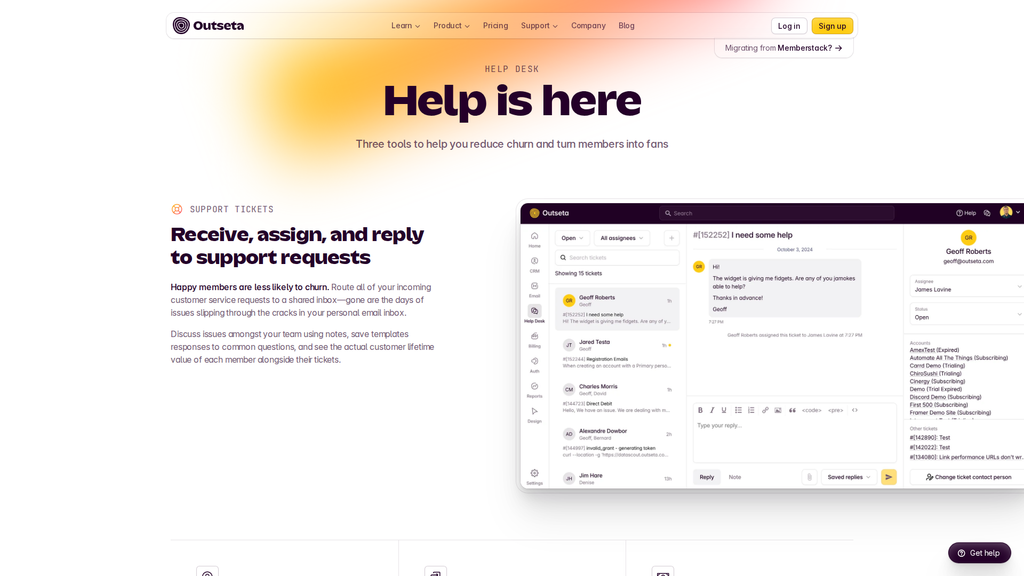 Outseta
Learn
Product
Pricing
Support
Company
Blog
Log in
Sign up
Migrating from Memberstack? →
HELP DESK
Help is here
Three tools to help you reduce churn and turn members into fans
SUPPORT TICKETS
Receive, assign, and reply
to support requests
Happy members are less likely to churn. Route all of your incoming
customer service requests to a shared inbox—gone are the days of
issues slipping through the cracks in your personal email inbox.
Discuss issues amongst your team using notes, save templates
responses to common questions, and see the actual customer lifetime
value of each member alongside their tickets.
Outseta
Search
Help
Home
CRM
Email
Help Desk
Billing
Auth
Reports
Design
Settings
Open
All assignees
Search tickets
Showing 15 tickets
GR
Geoff Roberts
1h
Geoff
#[152252] I need some help
Hi! The widget is giving me fidgets. Are any of y...
JT
Jared Testa
1h
Geoff
#[152244] Registration Emails
When creating an account with a Primary perso...
CM
Charles Morris
1h
Geoff, David
#[144723] Direct Debit
Hello, We have an issue. We are dealing with m...
AD
Alexandre Dowbor
2h
Geoff, Bernard
#[144997] invalid_grant - generating token
curl --location -g 'https://datascout.outseta.co...
JH
Jim Hare
13h
Denise
#[152252] I need some help
October 3, 2024
GR
Hi!
The widget is giving me fidgets. Are any of you jamokes
able to help?
Thanks in advance!
Geoff
7:27 PM
Geoff Roberts assigned this ticket to James Lavine at 7:27 PM
B I U <code> <pre> <>
Type your reply...
Reply
Note
Saved replies
GR
Geoff Roberts
geoff@outseta.com
Assignee
James Lavine
Status
Open
Accounts
AmexTest (Expired)
Automate All The Things (Subscribing)
Carrd Demo (Trialing)
ChiroSushi (Trialing)
Cinergy (Subscribing)
Demo (Trial Expired)
Discord Demo (Subscribing)
First 500 (Subscribing)
Framer Demo Site (Subscribing)
Other tickets
#[142890]: Test
#[142022]: Test
#[134080]: Link performance URLs don't wr...
Change ticket contact person
Get help